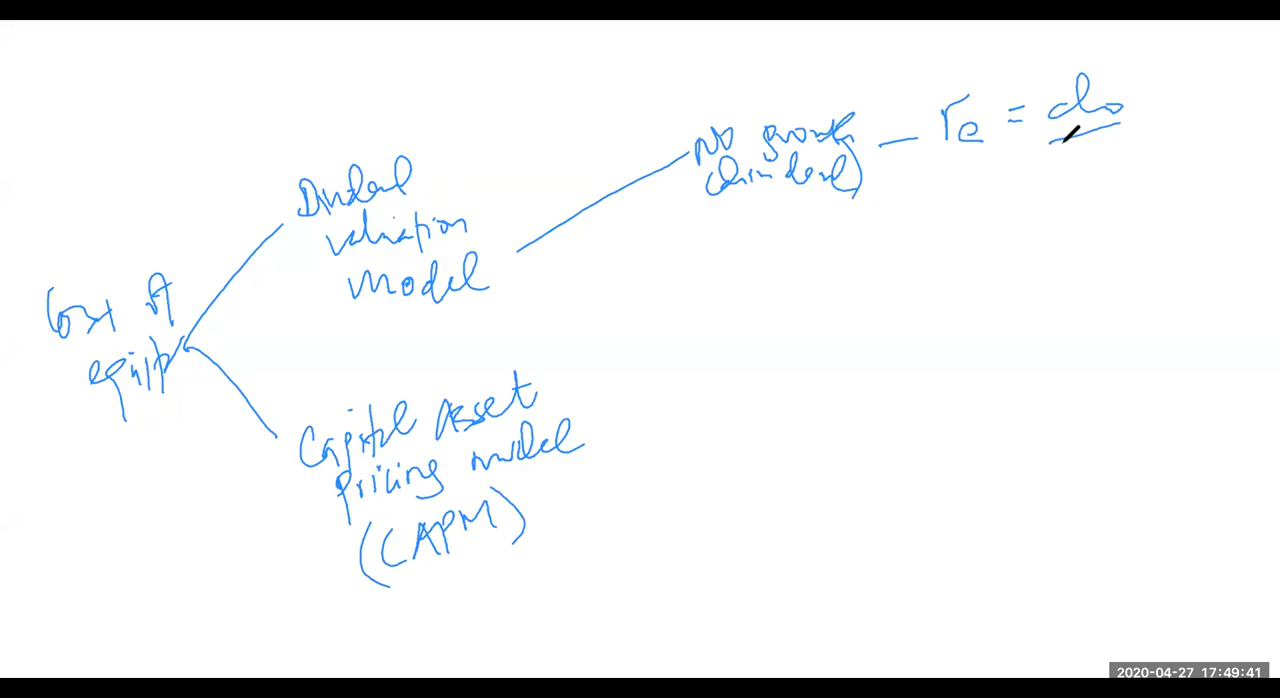 Cost of
equity
Dividend
valuation
Model
No growth
(dividend)
— re = do
Capital Asset
pricing model
(CAPM)
2020-04-27 17:49:41